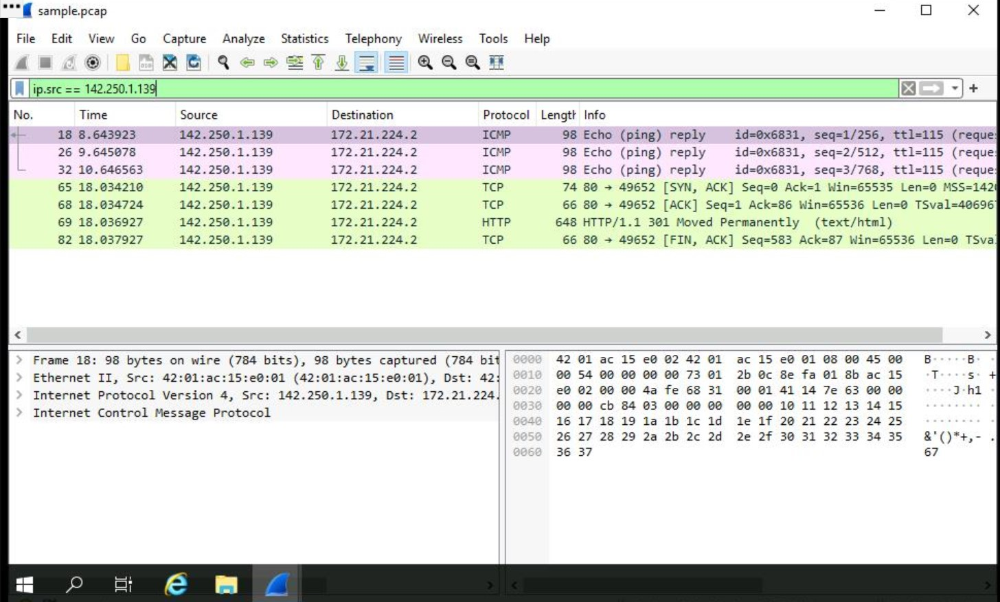 sample.pcap
File Edit View Go Capture Analyze Statistics Telephony Wireless Tools Help
ip.src == 142.250.1.139
No. Time Source Destination Protocol Length Info
18 8.643923 142.250.1.139 172.21.224.2 ICMP 98 Echo (ping) reply id=0x6831, seq=1/256, ttl=115 (reque
26 9.645078 142.250.1.139 172.21.224.2 ICMP 98 Echo (ping) reply id=0x6831, seq=2/512, ttl=115 (reque
32 10.646563 142.250.1.139 172.21.224.2 ICMP 98 Echo (ping) reply id=0x6831, seq=3/768, ttl=115 (reque
65 18.034210 142.250.1.139 172.21.224.2 TCP 74 80 → 49652 [SYN, ACK] Seq=0 Ack=1 Win=65535 Len=0 MSS=1420
68 18.034724 142.250.1.139 172.21.224.2 TCP 66 80 → 49652 [ACK] Seq=1 Ack=86 Win=65536 Len=0 TSval=40696
69 18.036927 142.250.1.139 172.21.224.2 HTTP 648 HTTP/1.1 301 Moved Permanently (text/html)
82 18.037927 142.250.1.139 172.21.224.2 TCP 66 80 → 49652 [FIN, ACK] Seq=583 Ack=87 Win=65536 Len=0 TSva
Frame 18: 98 bytes on wire (784 bits), 98 bytes captured (784 bit
Ethernet II, Src: 42:01:ac:15:e0:01 (42:01:ac:15:e0:01), Dst: 42:
Internet Protocol Version 4, Src: 142.250.1.139, Dst: 172.21.224.
Internet Control Message Protocol
0000 42 01 ac 15 e0 02 42 01 ac 15 e0 01 08 00 45 00 B·····B· ·
0010 00 54 00 00 00 00 73 01 2b 0c 8e fa 01 8b ac 15 ·T····s· +
0020 e0 02 00 00 4a fe 68 31 00 01 41 14 7e 63 00 00 ····J·h1 ·
0030 00 00 cb 84 03 00 00 00 00 00 10 11 12 13 14 15 ········ ·
0040 16 17 18 19 1a 1b 1c 1d 1e 1f 20 21 22 23 24 25 ········ ·
0050 26 27 28 29 2a 2b 2c 2d 2e 2f 30 31 32 33 34 35 &'()*+,- .
0060 36 37 67